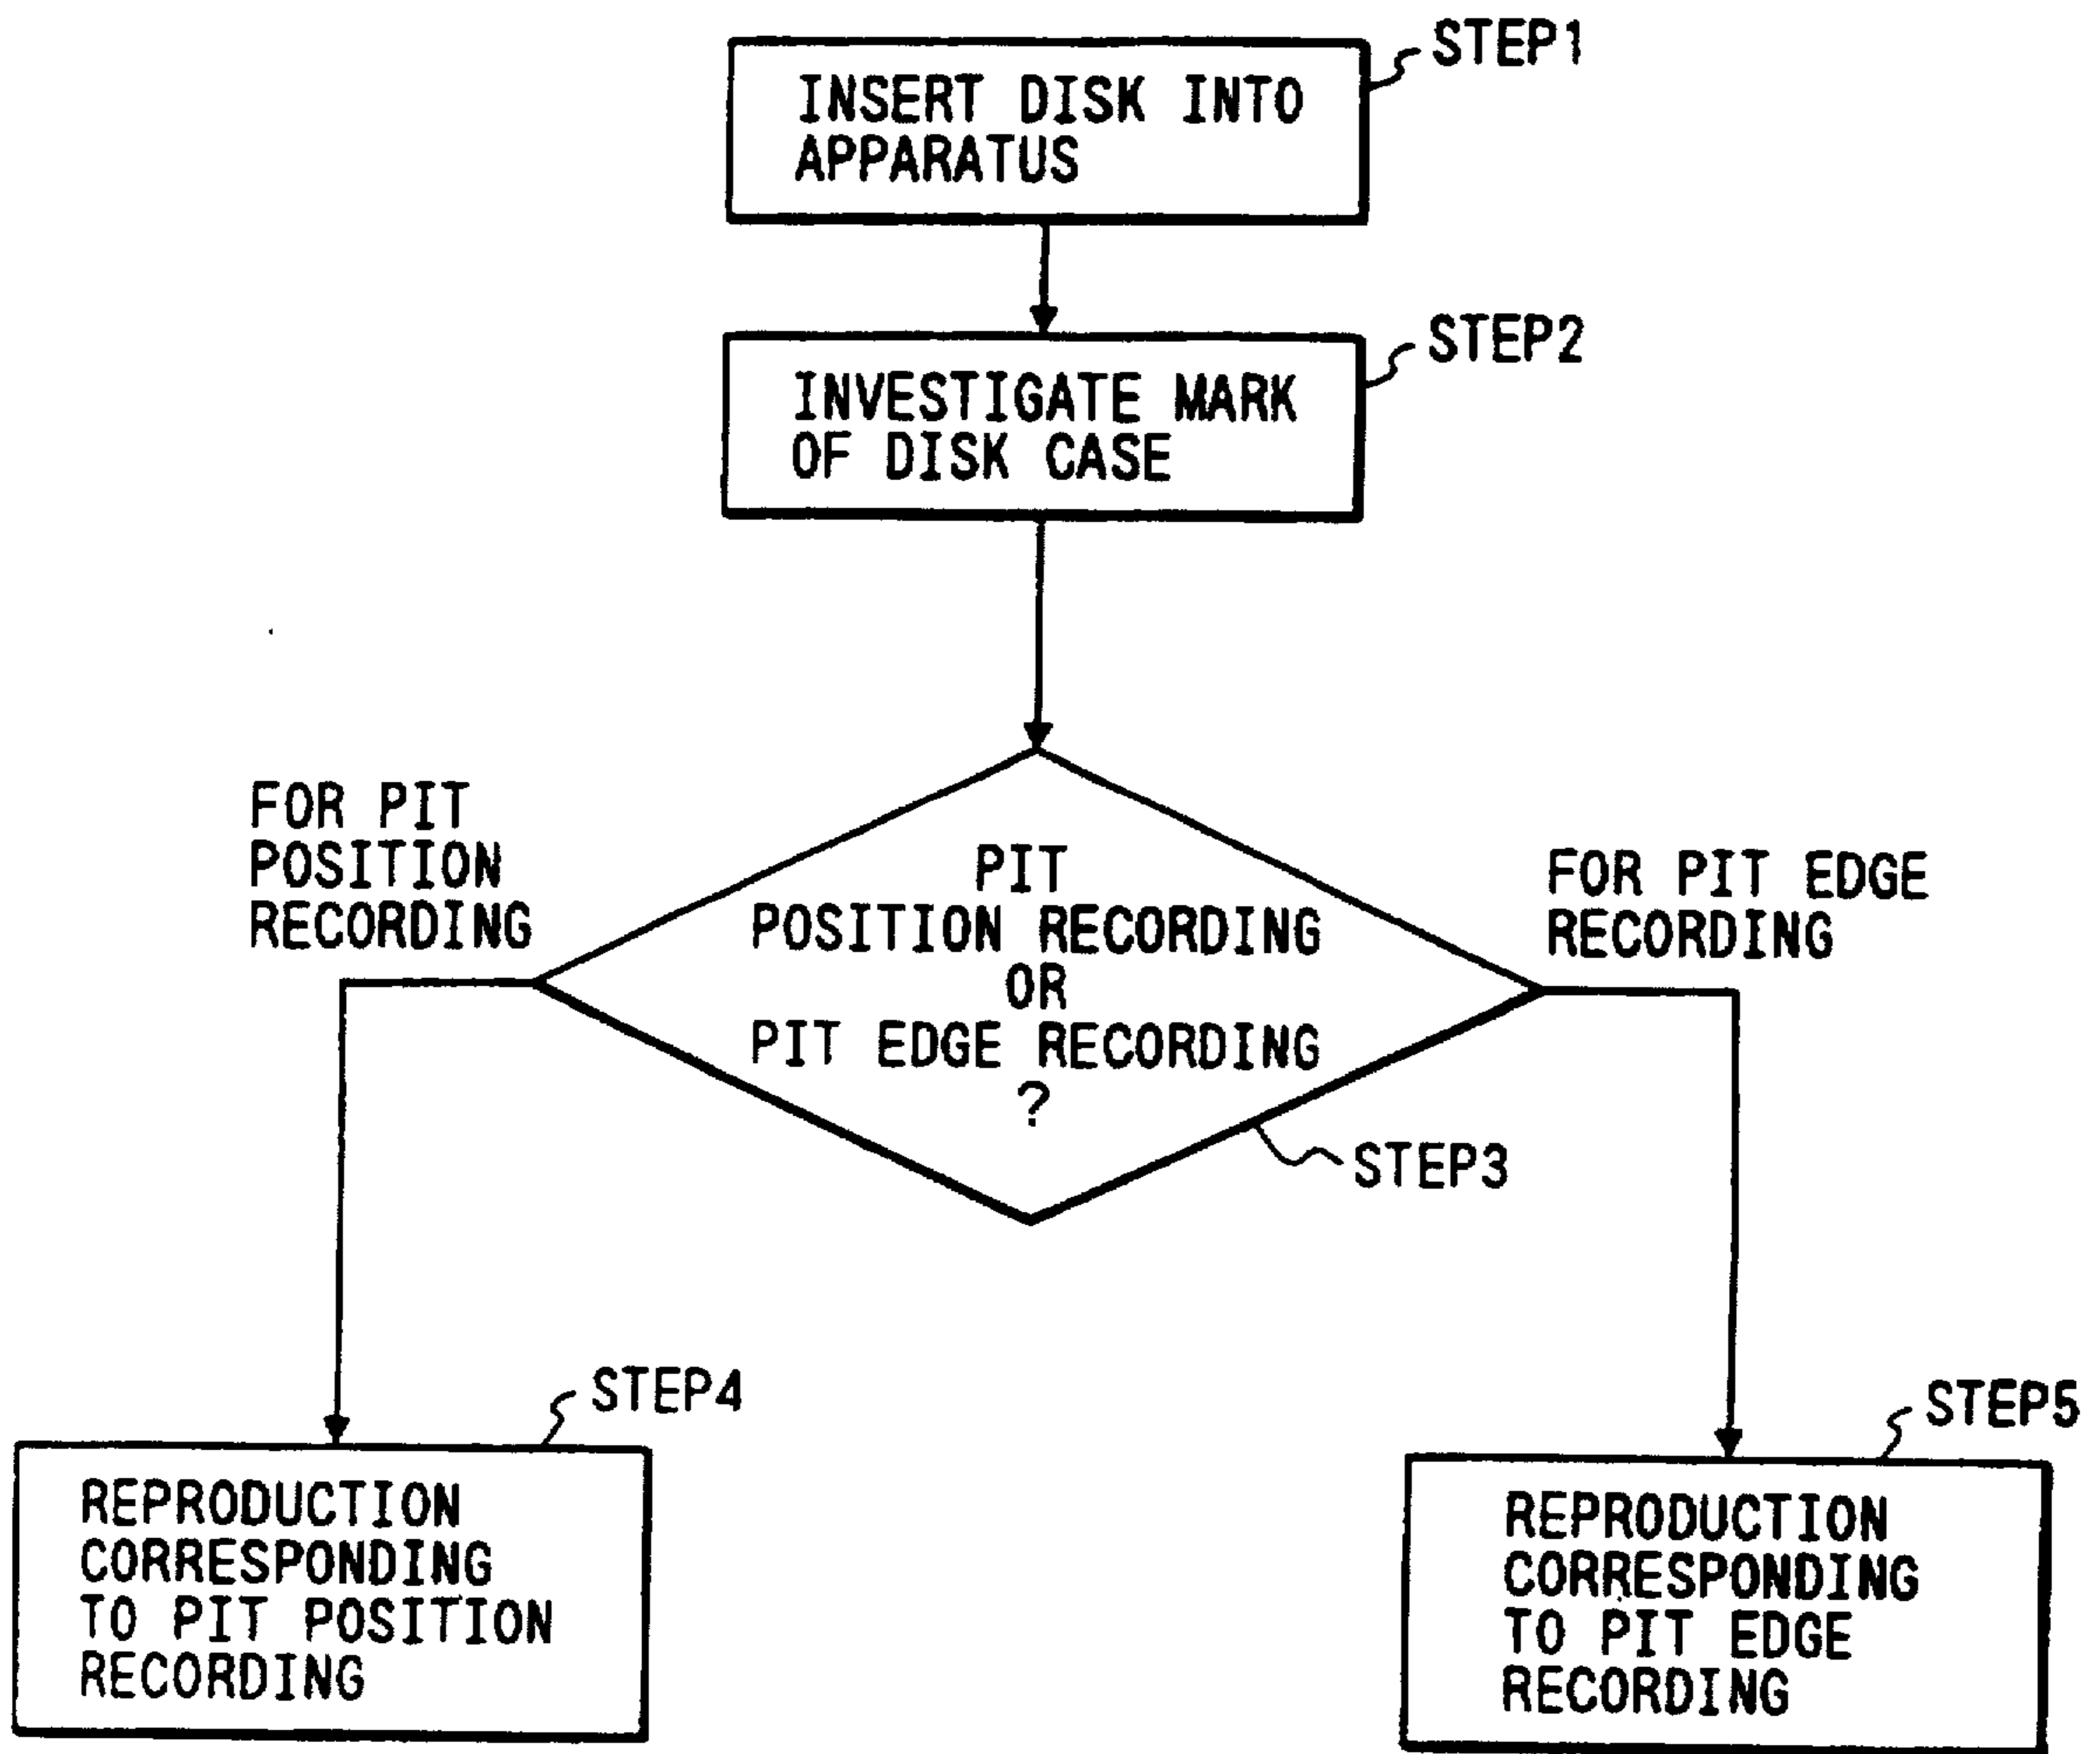 STEP1
INSERT DISK INTO
APPARATUS
STEP2
INVESTIGATE MARK
OF DISK CASE
FOR PIT
POSITION
RECORDING
PIT
POSITION RECORDING
OR
PIT EDGE RECORDING
?
FOR PIT EDGE
RECORDING
STEP3
STEP4
REPRODUCTION
CORRESPONDING
TO PIT POSITION
RECORDING
STEP5
REPRODUCTION
CORRESPONDING
TO PIT EDGE
RECORDING